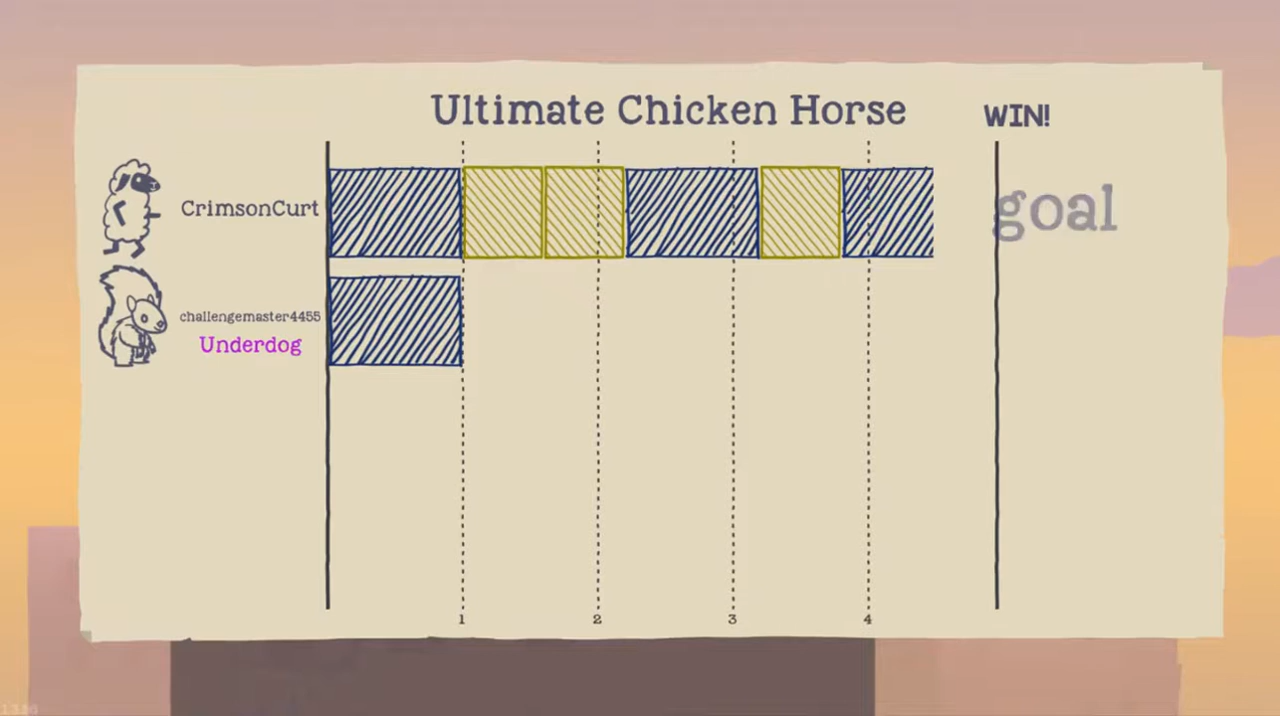 Ultimate Chicken Horse
WIN!
CrimsonCurt
goal
challengemaster4455
Underdog
1 2 3 4